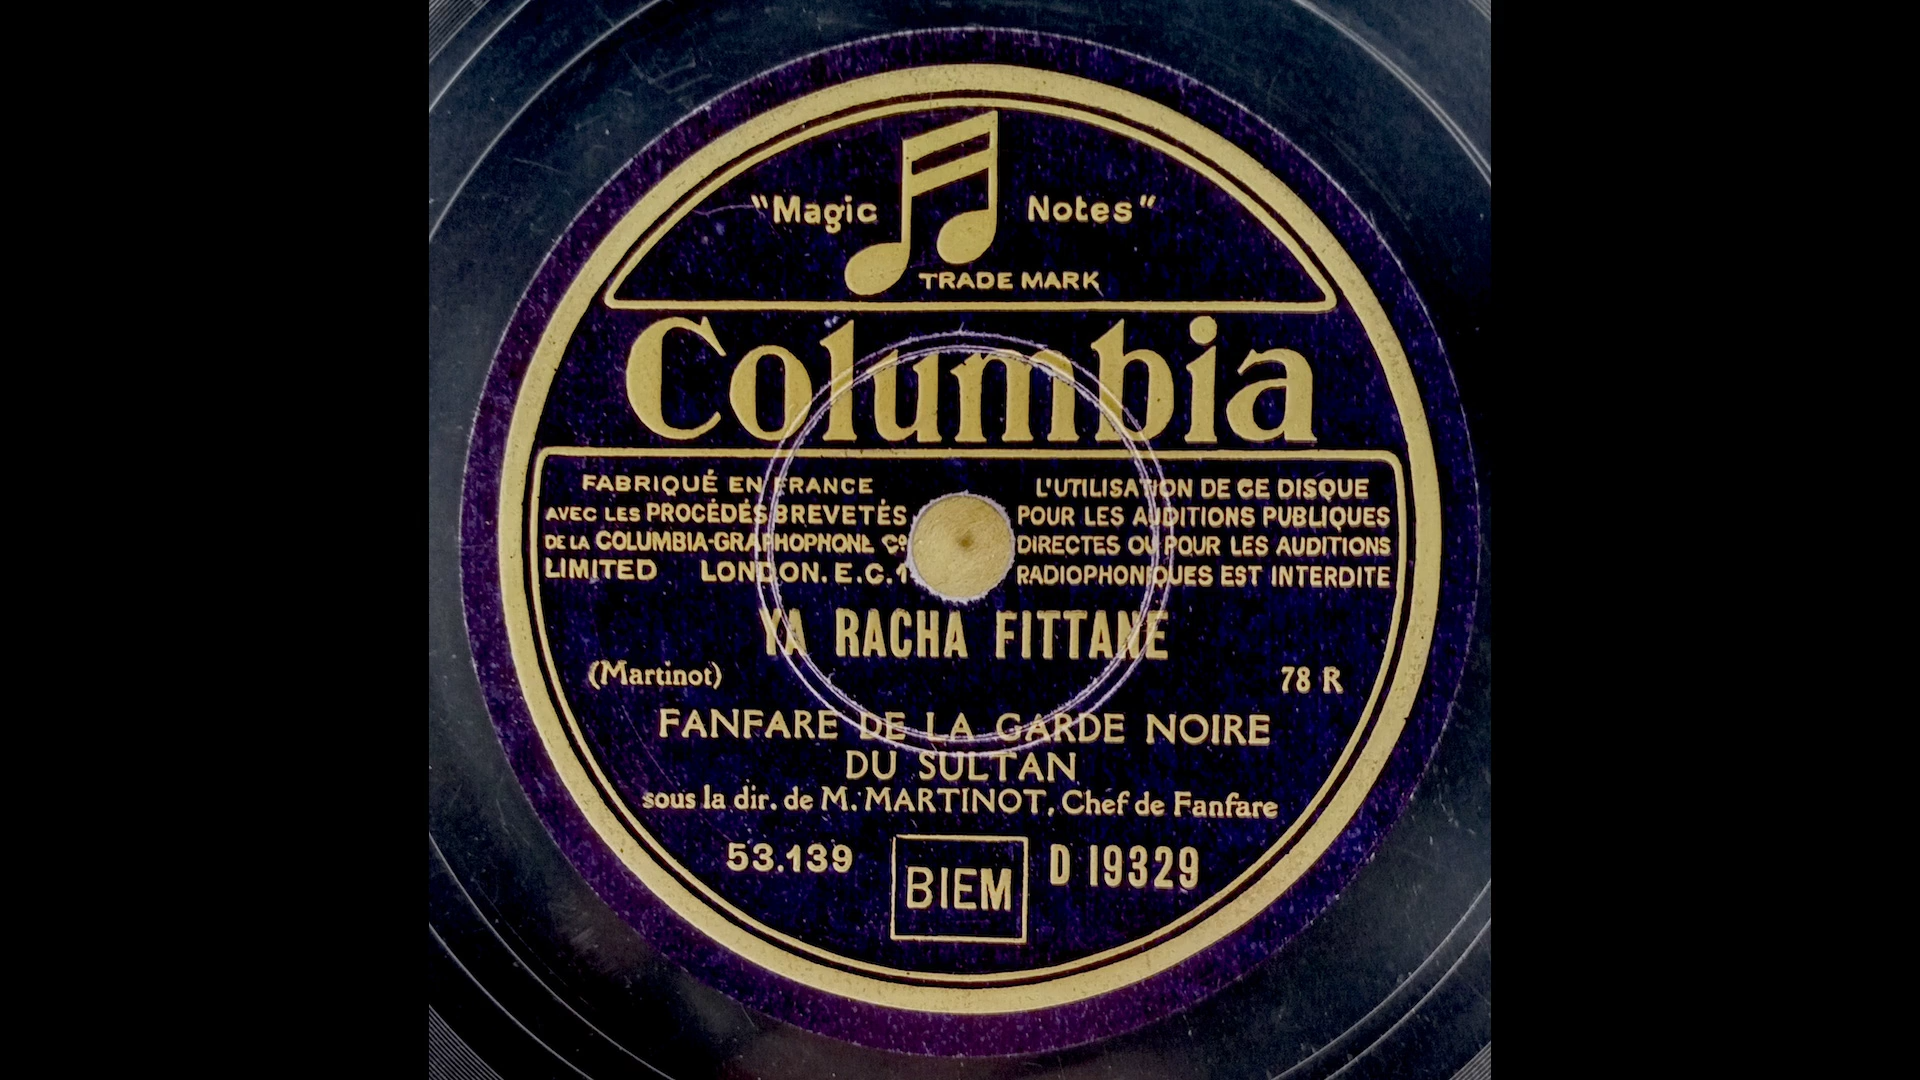 "Magic Notes"
TRADE MARK
Columbia
FABRIQUÉ EN FRANCE
AVEC LES PROCÉDÉS BREVETÉS
DE LA COLUMBIA-GRAPHOPHONE Cº
LIMITED LONDON. E.C.1
L'UTILISATION DE CE DISQUE
POUR LES AUDITIONS PUBLIQUES
DIRECTES OU POUR LES AUDITIONS
RADIOPHONIQUES EST INTERDITE
YA RACHA FITTANE
(Martinot) 78 R
FANFARE DE LA GARDE NOIRE
DU SULTAN
sous la dir. de M. MARTINOT, Chef de Fanfare
53.139 BIEM D 19329